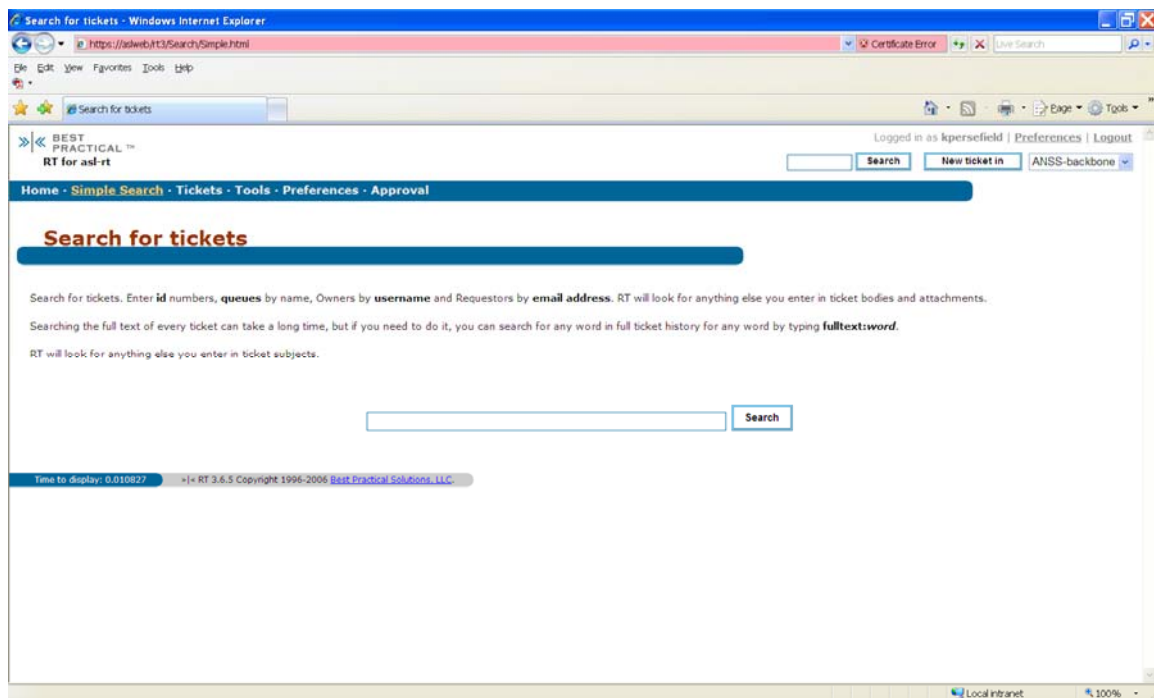 Search for tickets - Windows Internet Explorer
https://aslweb/rt3/Search/Simple.html
Certificate Error
Live Search
File Edit View Favorites Tools Help
Search for tickets
Page Tools
BEST
PRACTICAL ™
RT for asl-rt
Logged in as kpersefield | Preferences | Logout
Search
New ticket in
ANSS-backbone
Home · Simple Search · Tickets · Tools · Preferences · Approval
Search for tickets
Search for tickets. Enter id numbers, queues by name, Owners by username and Requestors by email address. RT will look for anything else you enter in ticket bodies and attachments.
Searching the full text of every ticket can take a long time, but if you need to do it, you can search for any word in full ticket history for any word by typing fulltext:word.
RT will look for anything else you enter in ticket subjects.
Search
Time to display: 0.010827
»|« RT 3.6.5 Copyright 1996-2006 Best Practical Solutions, LLC.
Local intranet
100%